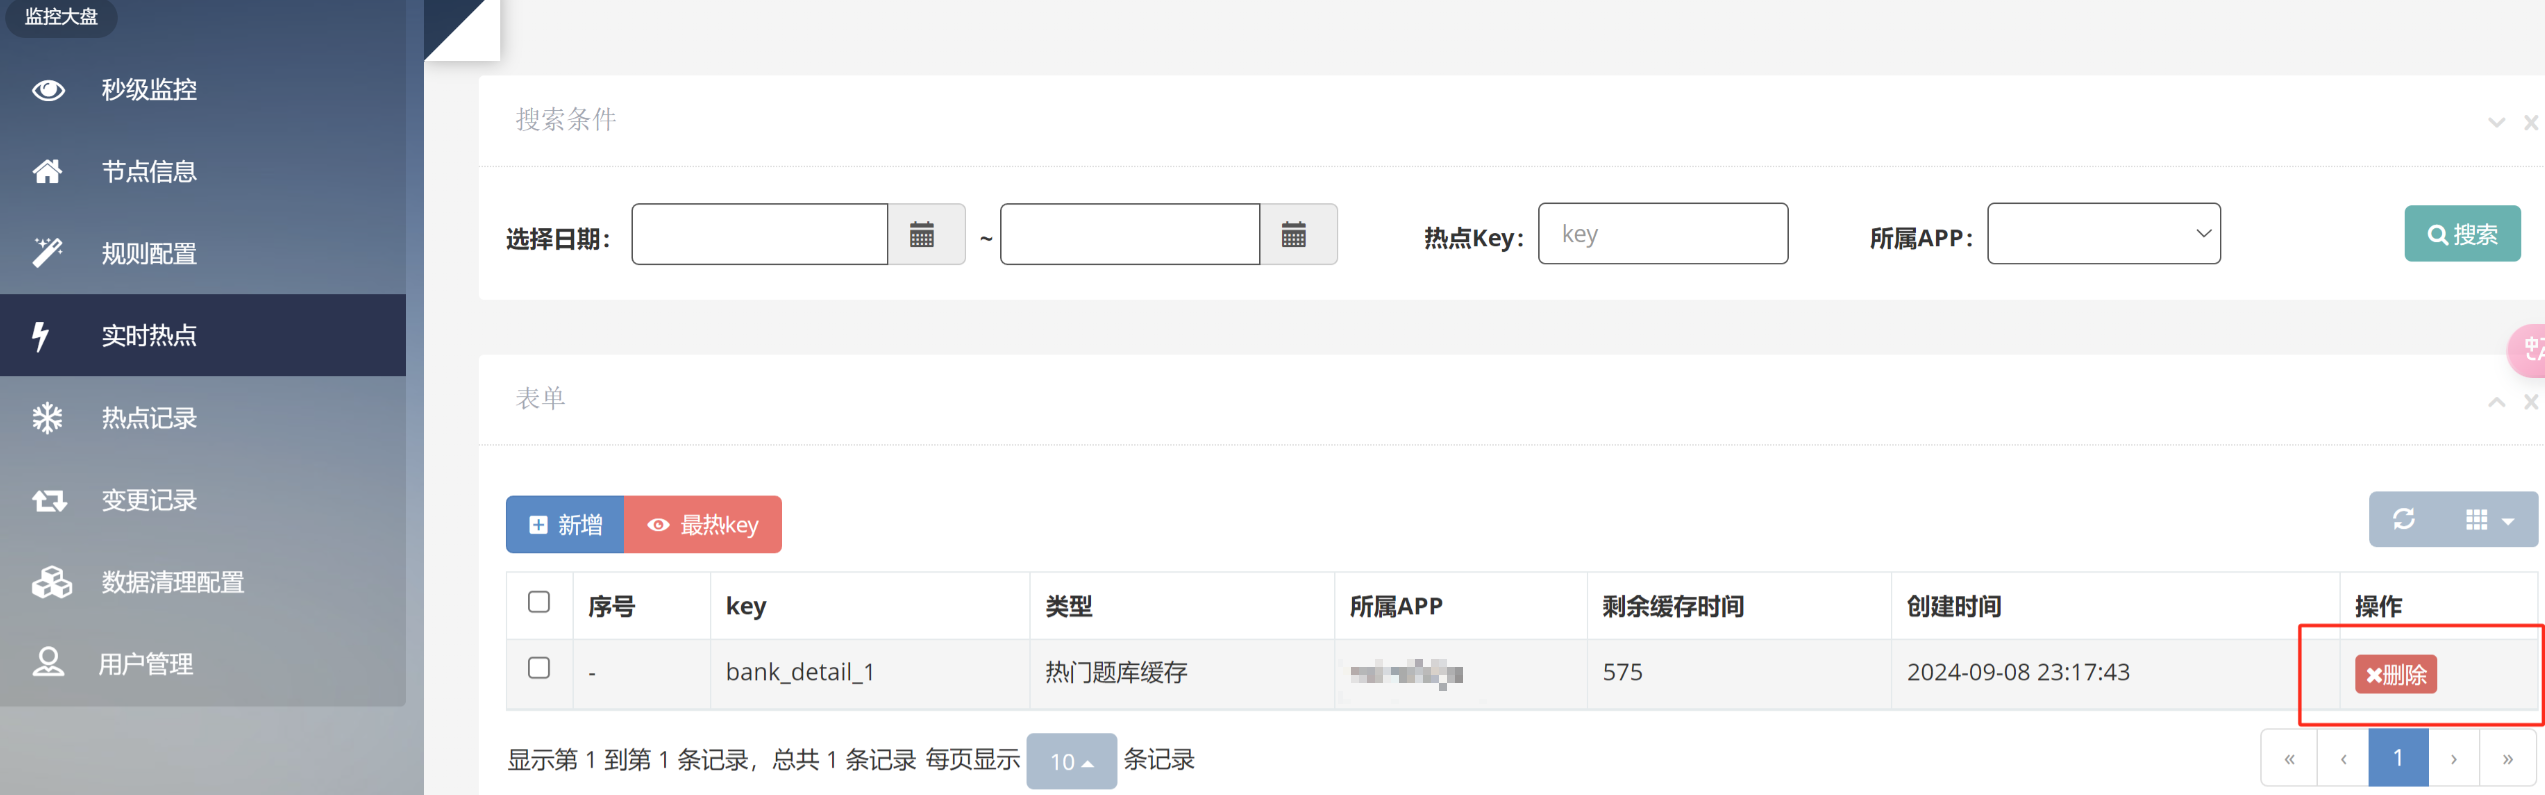 监控大盘
秒级监控
节点信息
规则配置
实时热点
热点记录
变更记录
数据清理配置
用户管理
搜索条件
选择日期： ~ 热点Key： key 所属APP： 搜索
表单
新增 最热key
序号 key 类型 所属APP 剩余缓存时间 创建时间 操作
- bank_detail_1 热门题库缓存 575 2024-09-08 23:17:43 删除
显示第 1 到第 1 条记录，总共 1 条记录 每页显示 10 条记录
« ‹ 1 › »